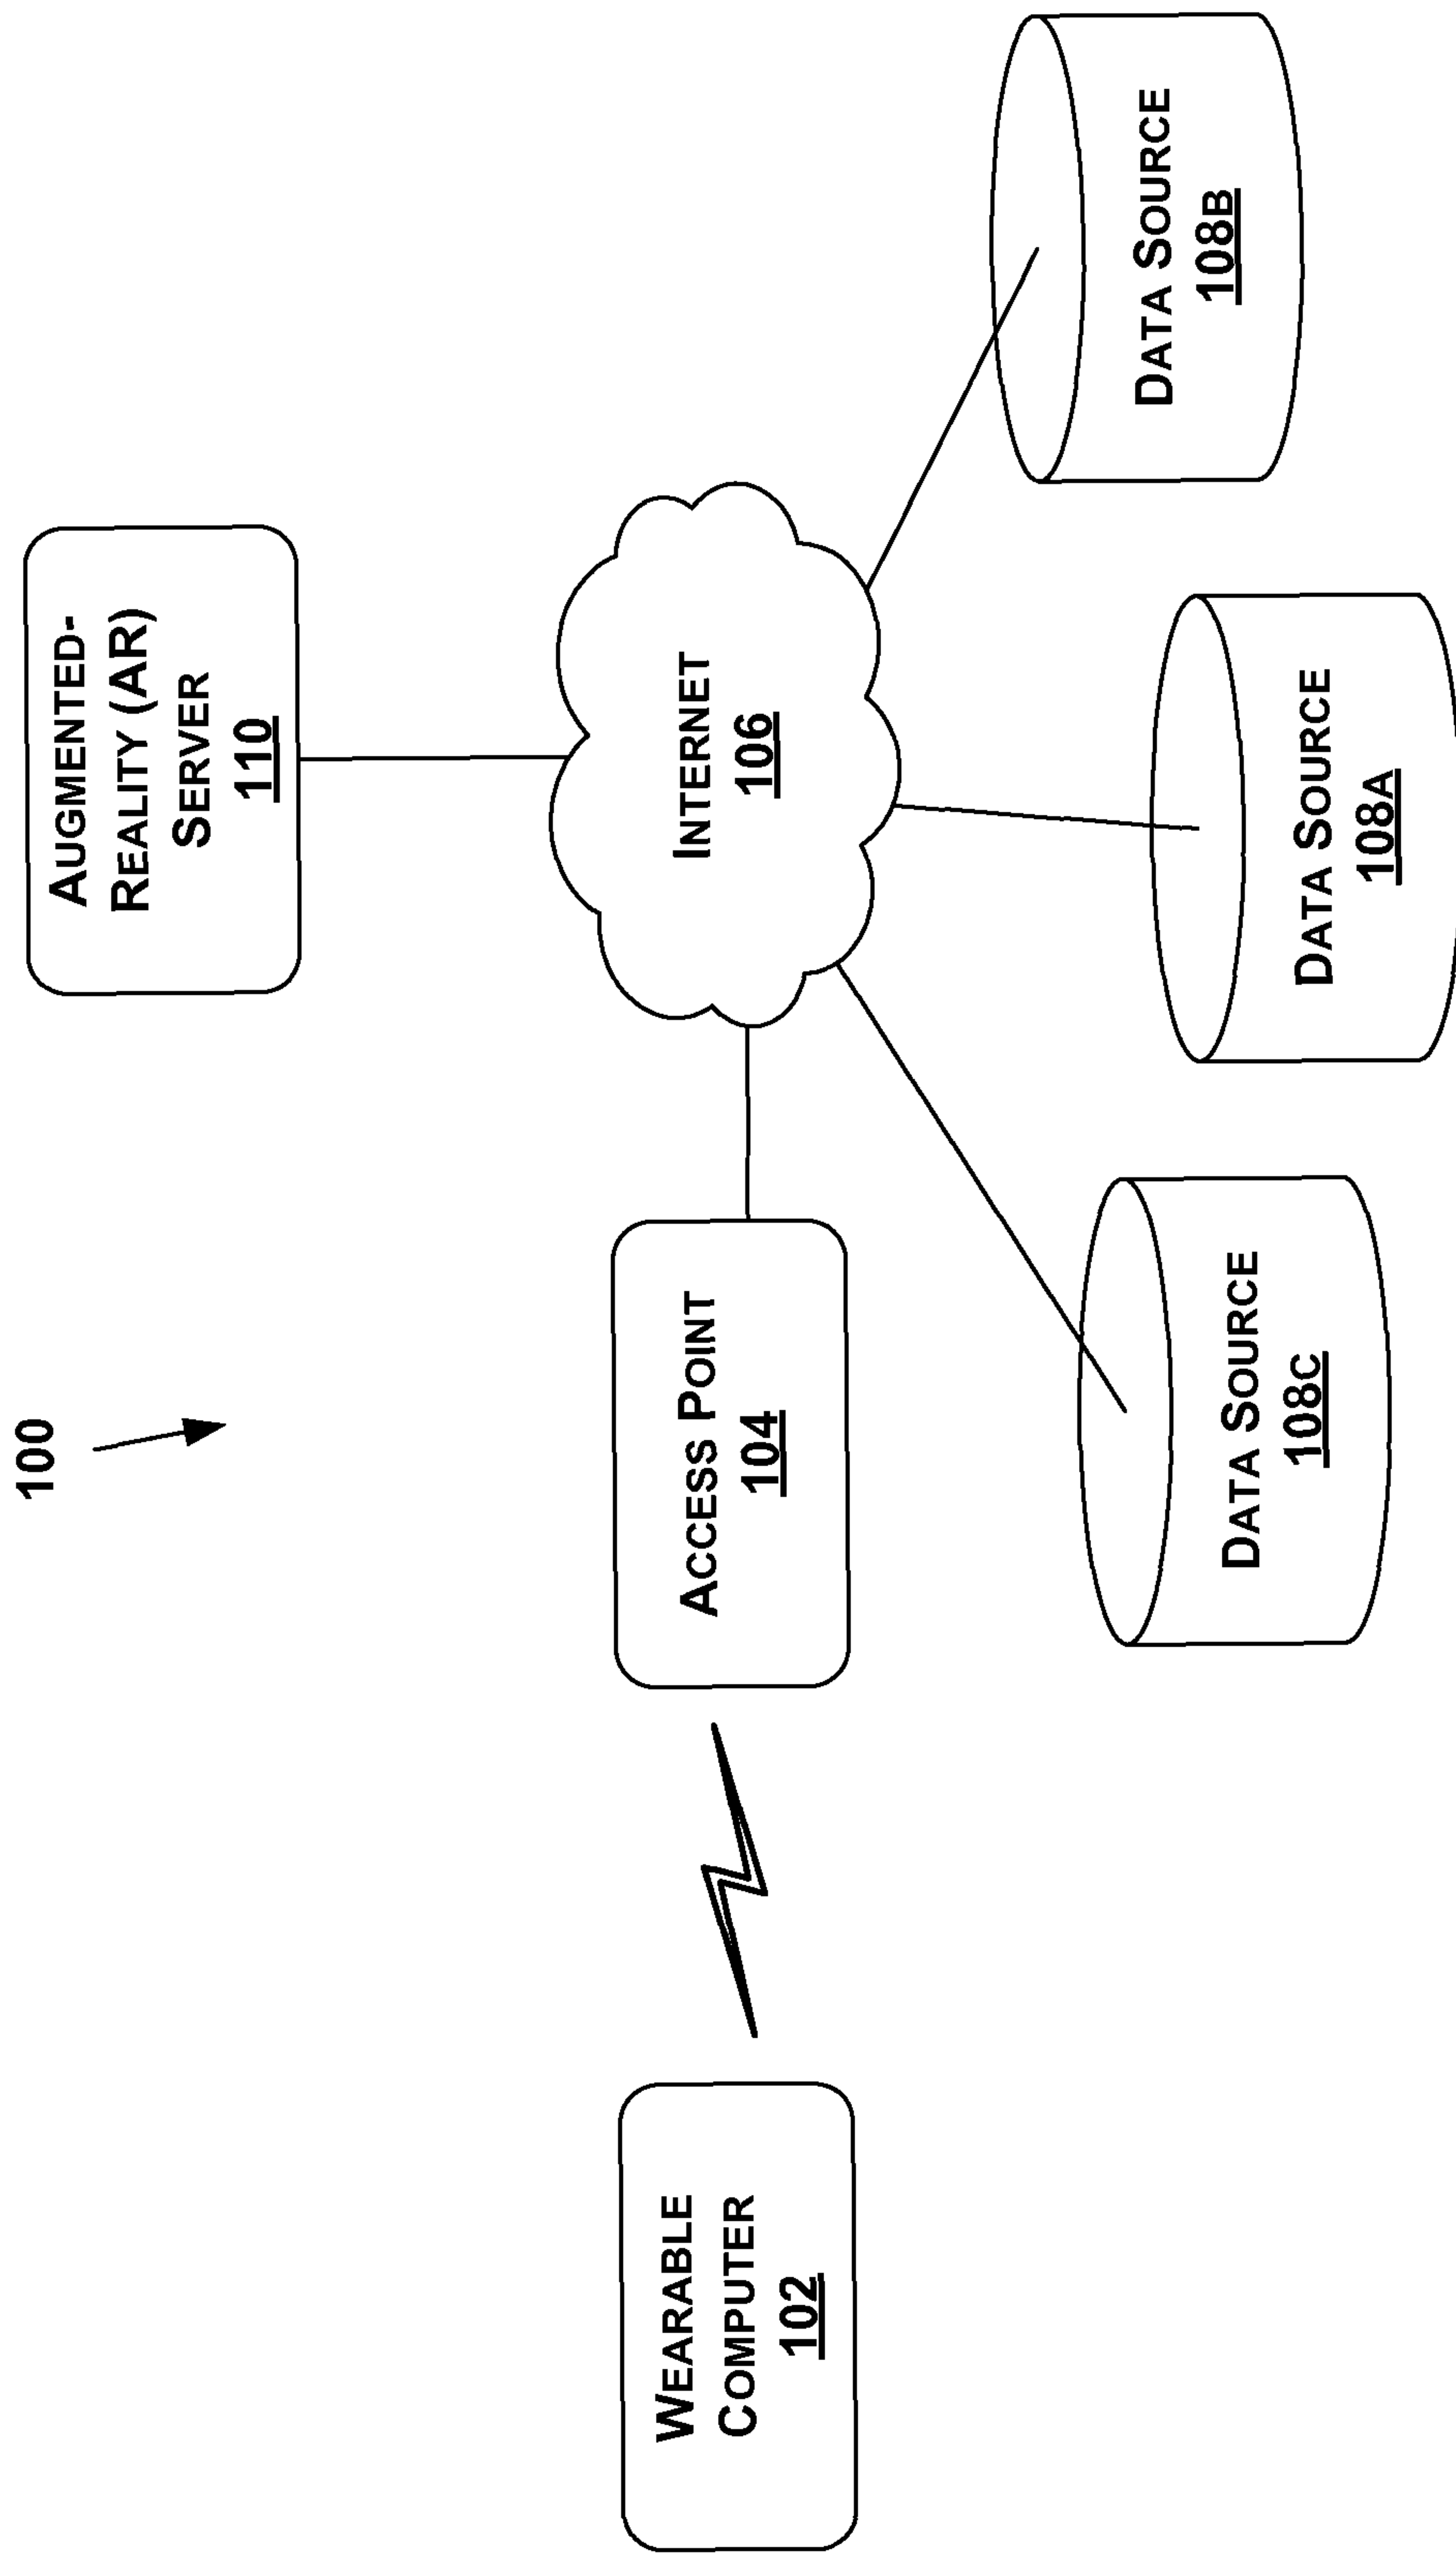 100
AUGMENTED-
REALITY (AR)
SERVER
110
WEARABLE
COMPUTER
102
ACCESS POINT
104
INTERNET
106
DATA SOURCE
108C
DATA SOURCE
108A
DATA SOURCE
108B